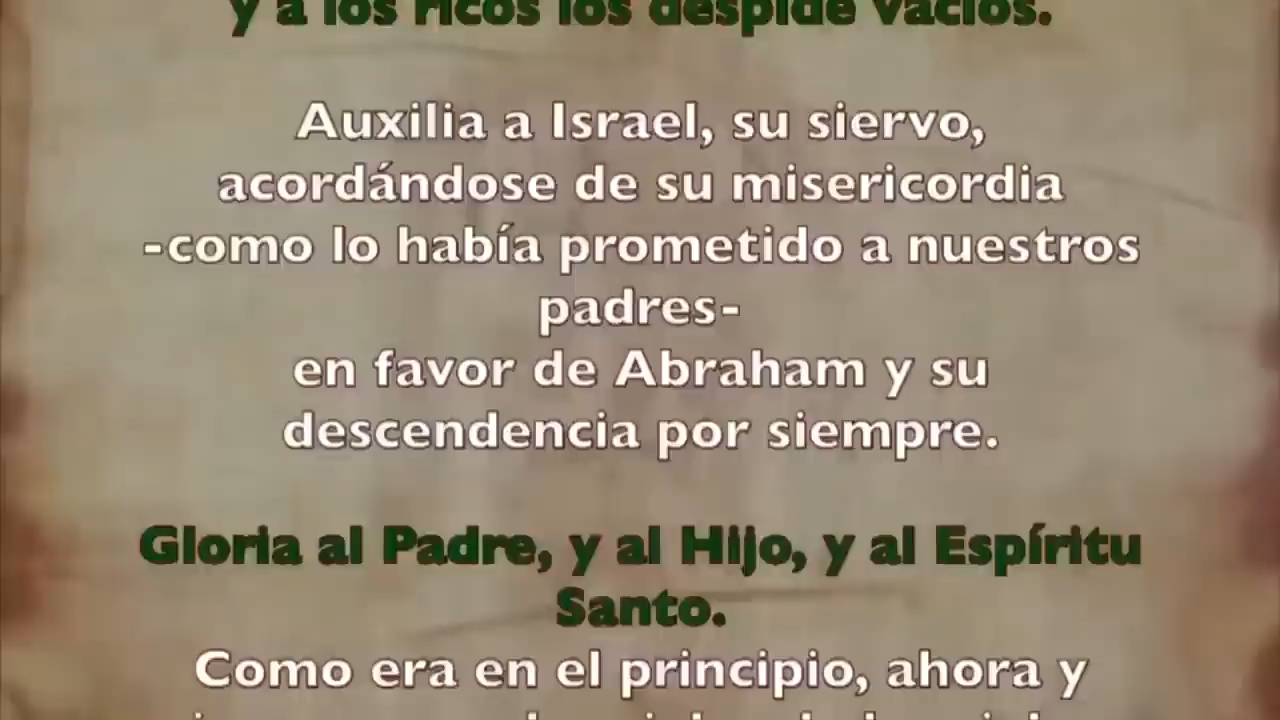 y a los ricos los despide vacíos.
Auxilia a Israel, su siervo,
acordándose de su misericordia
-como lo había prometido a nuestros
padres-
en favor de Abraham y su
descendencia por siempre.
Gloria al Padre, y al Hijo, y al Espíritu
Santo.
Como era en el principio, ahora y